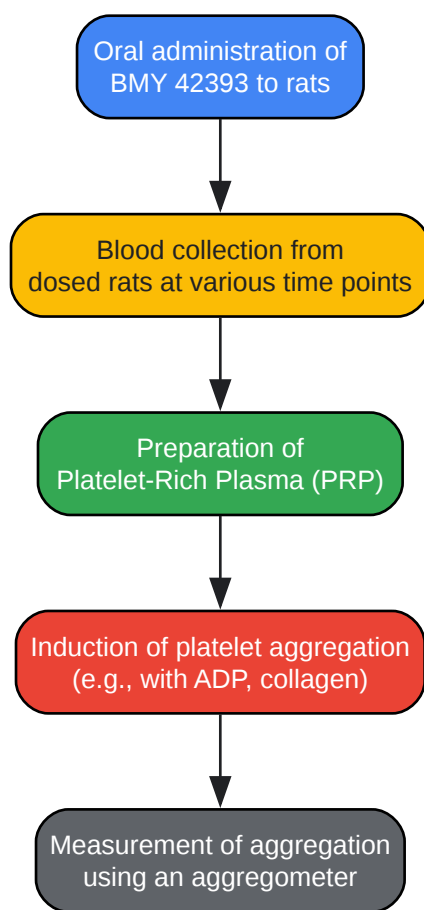 Oral administration of
BMY 42393 to rats
Blood collection from
dosed rats at various time points
Preparation of
Platelet-Rich Plasma (PRP)
Induction of platelet aggregation
(e.g., with ADP, collagen)
Measurement of aggregation
using an aggregometer